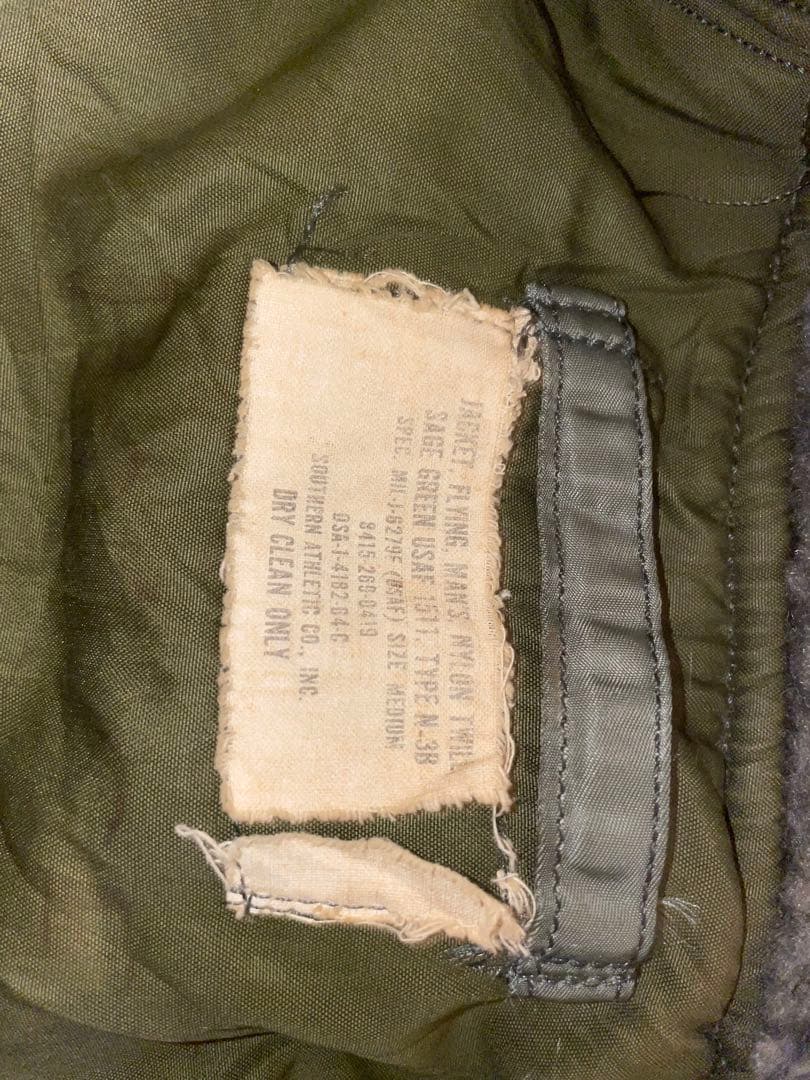 JACKET, FLYING, MAN'S NYLON TWILL
SAGE GREEN USAF 1511, TYPE N-3B
SPEC. MIL-J-6279F (USAF) SIZE MEDIUM
8415-269-0419
DSA-1-4182-64-C
SOUTHERN ATHLETIC CO., INC.
DRY CLEAN ONLY